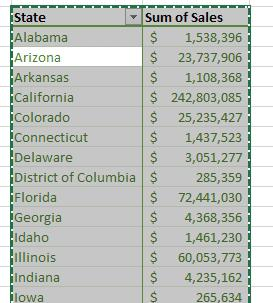 State Sum of Sales
Alabama $ 1,538,396
Arizona $ 23,737,906
Arkansas $ 1,108,368
California $ 242,803,085
Colorado $ 25,235,427
Connecticut $ 1,437,523
Delaware $ 3,051,277
District of Columbia $ 285,359
Florida $ 72,441,030
Georgia $ 4,368,356
Idaho $ 1,461,230
Illinois $ 60,053,773
Indiana $ 4,235,162
Iowa $ 265,634